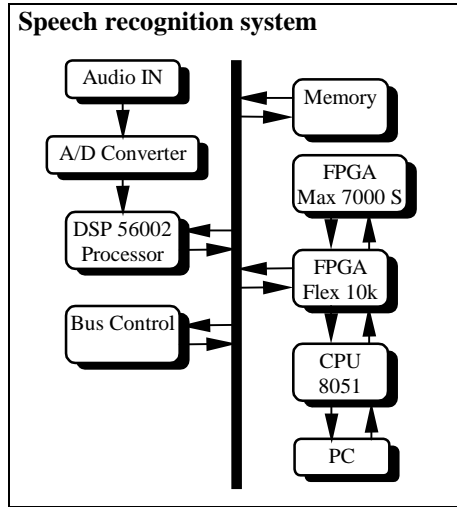 Speech recognition system
Audio IN
A/D Converter
DSP 56002
Processor
Bus Control
Memory
FPGA
Max 7000 S
FPGA
Flex 10k
CPU
8051
PC